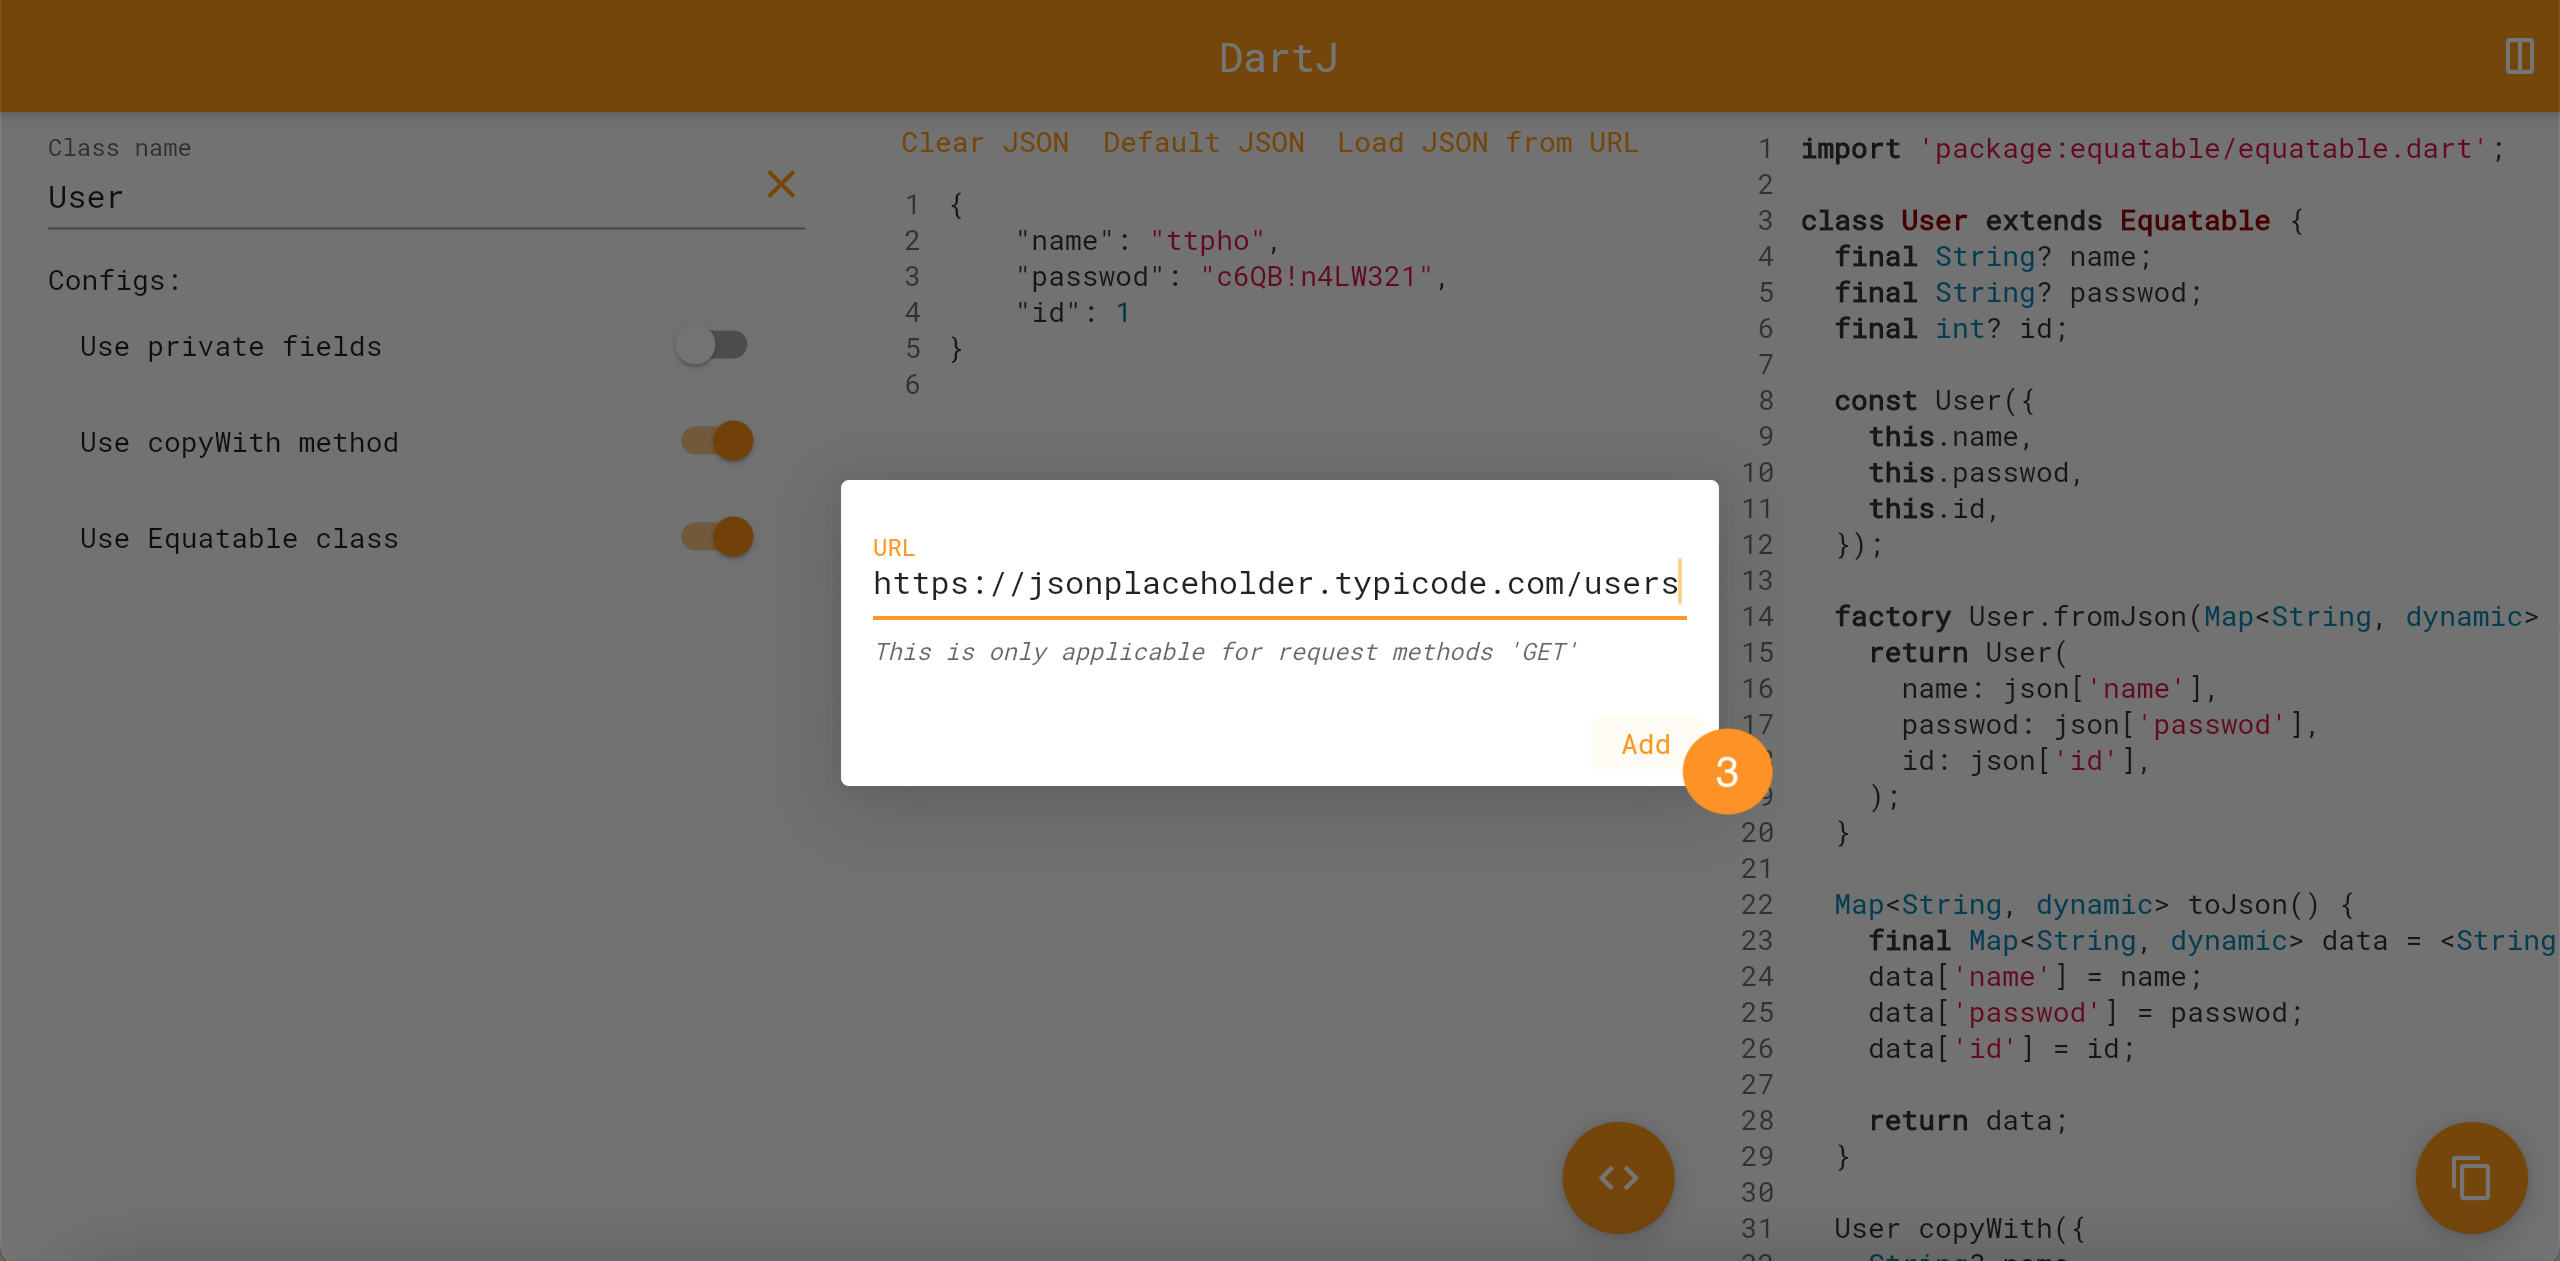 DartJ
Class name
User
Configs:
Use private fields
Use copyWith method
Use Equatable class
Clear JSON Default JSON Load JSON from URL
1 {
2 "name": "ttpho",
3 "passwod": "c6QB!n4LW321",
4 "id": 1
5 }
6
URL
https://jsonplaceholder.typicode.com/users
This is only applicable for request methods 'GET'
Add
3
1 import 'package:equatable/equatable.dart';
2
3 class User extends Equatable {
4 final String? name;
5 final String? passwod;
6 final int? id;
7
8 const User({
9 this.name,
10 this.passwod,
11 this.id,
12 });
13
14 factory User.fromJson(Map<String, dynamic>
15 return User(
16 name: json['name'],
17 passwod: json['passwod'],
id: json['id'],
9 );
20 }
21
22 Map<String, dynamic> toJson() {
23 final Map<String, dynamic> data = <String
24 data['name'] = name;
25 data['passwod'] = passwod;
26 data['id'] = id;
27
28 return data;
29 }
30
31 User copyWith({